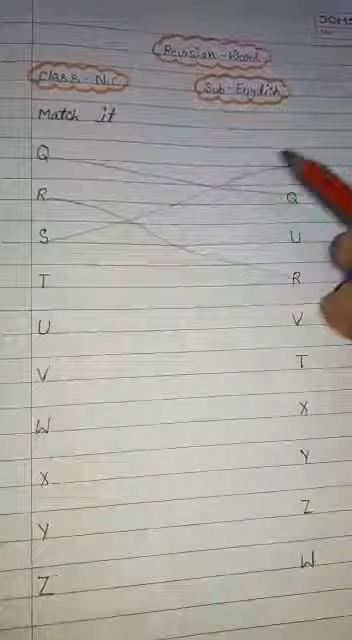 DOMS
Revision-Work
Class-N.C
Sub-English
Match it
Q
R Q
S U
T R
U V
V T
W X
X Y
Y Z
Z W